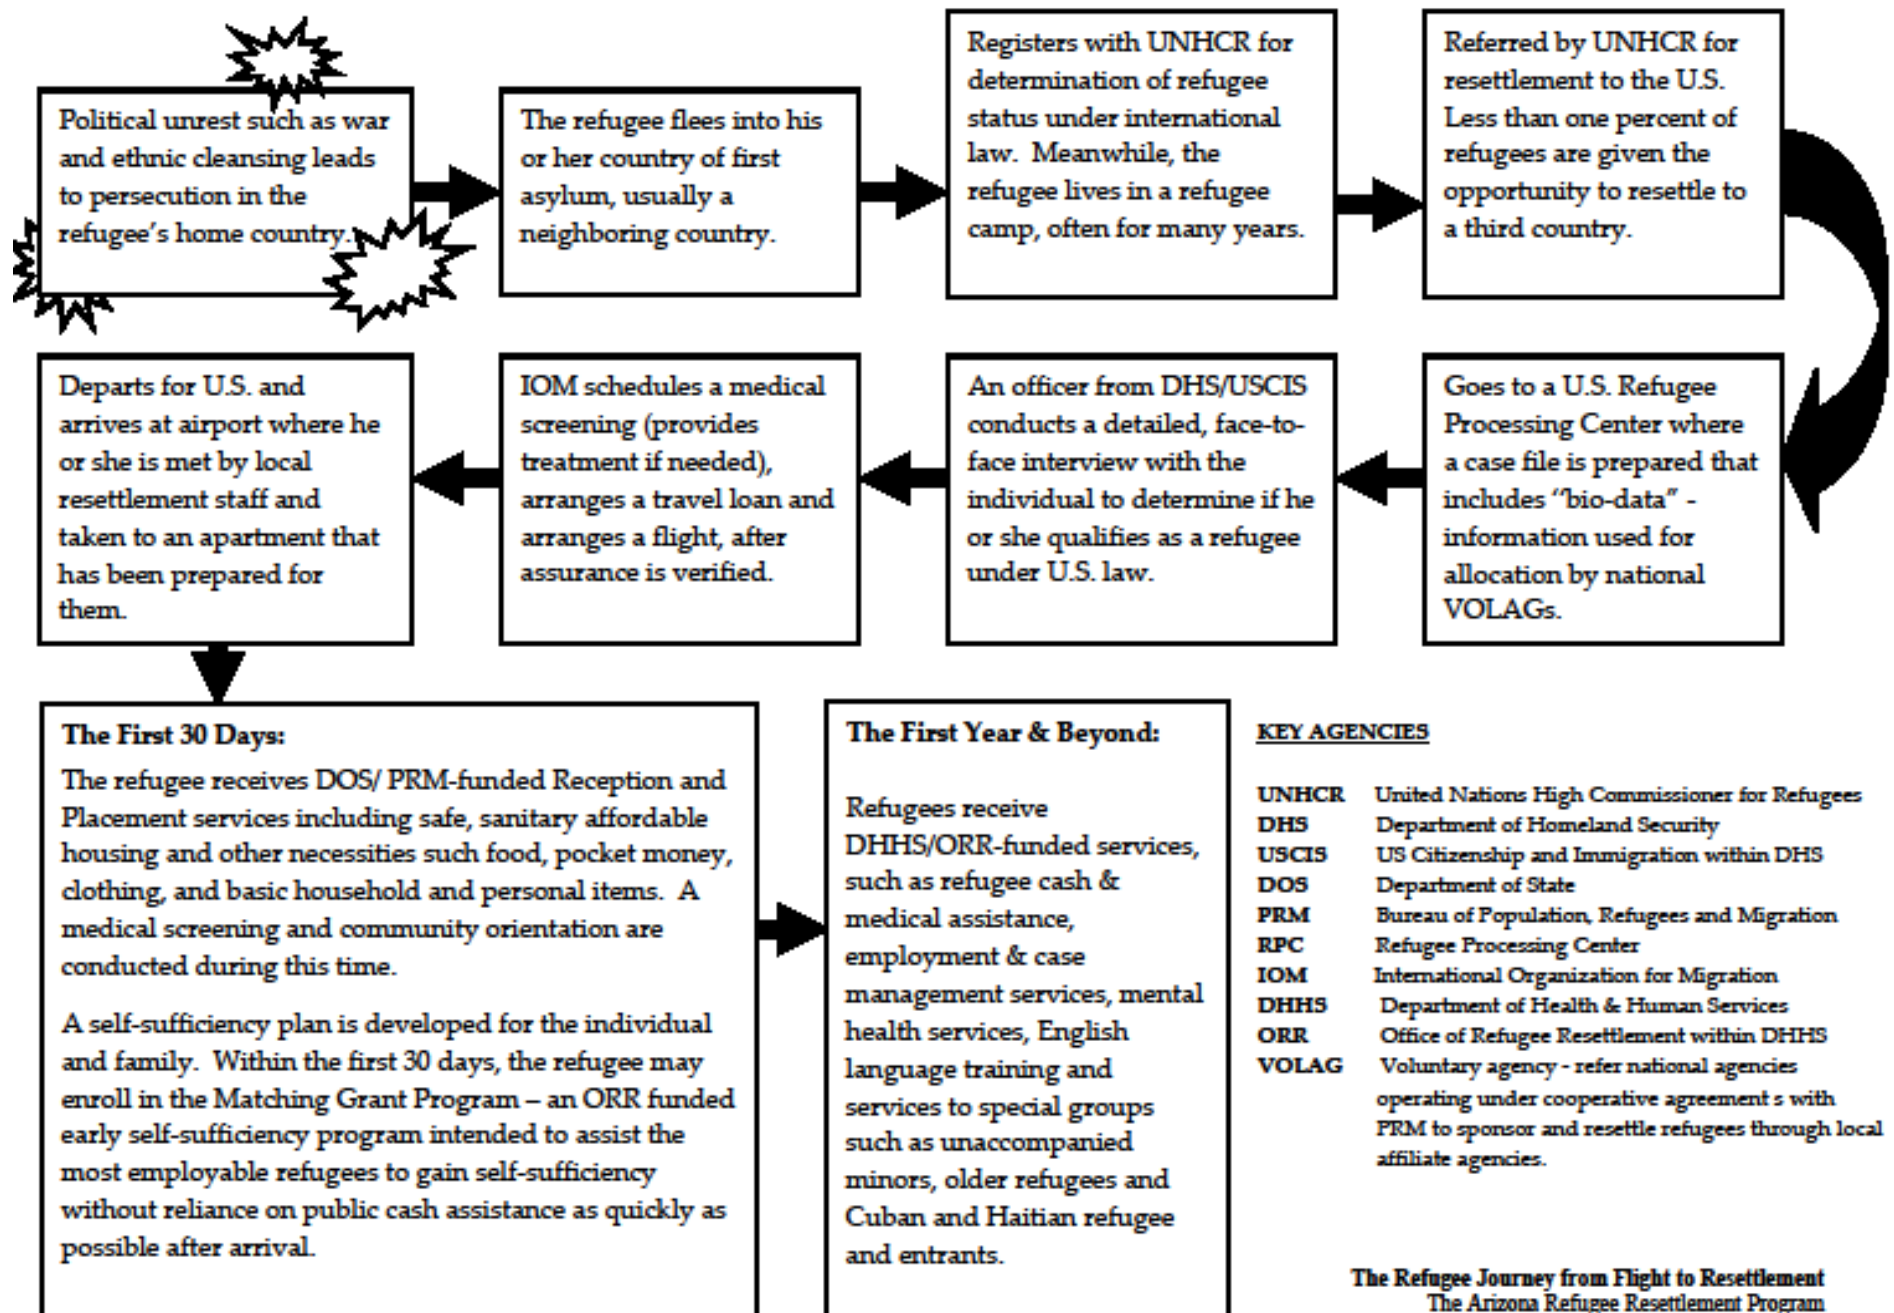 Political unrest such as war
and ethnic cleansing leads
to persecution in the
refugee's home country.
The refugee flees into his
or her country of first
asylum, usually a
neighboring country.
Registers with UNHCR for
determination of refugee
status under international
law. Meanwhile, the
refugee lives in a refugee
camp, often for many years.
Referred by UNHCR for
resettlement to the U.S.
Less than one percent of
refugees are given the
opportunity to resettle to
a third country.
Goes to a U.S. Refugee
Processing Center where
a case file is prepared that
includes "bio-data" -
information used for
allocation by national
VOLAGs.
An officer from DHS/USCIS
conducts a detailed, face-to-
face interview with the
individual to determine if he
or she qualifies as a refugee
under U.S. law.
IOM schedules a medical
screening (provides
treatment if needed),
arranges a travel loan and
arranges a flight, after
assurance is verified.
Departs for U.S. and
arrives at airport where he
or she is met by local
resettlement staff and
taken to an apartment that
has been prepared for
them.
The First 30 Days:
The refugee receives DOS/ PRM-funded Reception and
Placement services including safe, sanitary affordable
housing and other necessities such food, pocket money,
clothing, and basic household and personal items. A
medical screening and community orientation are
conducted during this time.
A self-sufficiency plan is developed for the individual
and family. Within the first 30 days, the refugee may
enroll in the Matching Grant Program – an ORR funded
early self-sufficiency program intended to assist the
most employable refugees to gain self-sufficiency
without reliance on public cash assistance as quickly as
possible after arrival.
The First Year & Beyond:
Refugees receive
DHHS/ORR-funded services,
such as refugee cash &
medical assistance,
employment & case
management services, mental
health services, English
language training and
services to special groups
such as unaccompanied
minors, older refugees and
Cuban and Haitian refugee
and entrants.
KEY AGENCIES
UNHCR United Nations High Commissioner for Refugees
DHS Department of Homeland Security
USCIS US Citizenship and Immigration within DHS
DOS Department of State
PRM Bureau of Population, Refugees and Migration
RPC Refugee Processing Center
IOM International Organization for Migration
DHHS Department of Health & Human Services
ORR Office of Refugee Resettlement within DHHS
VOLAG Voluntary agency - refer national agencies
operating under cooperative agreement s with
PRM to sponsor and resettle refugees through local
affiliate agencies.
The Refugee Journey from Flight to Resettlement
The Arizona Refugee Resettlement Program